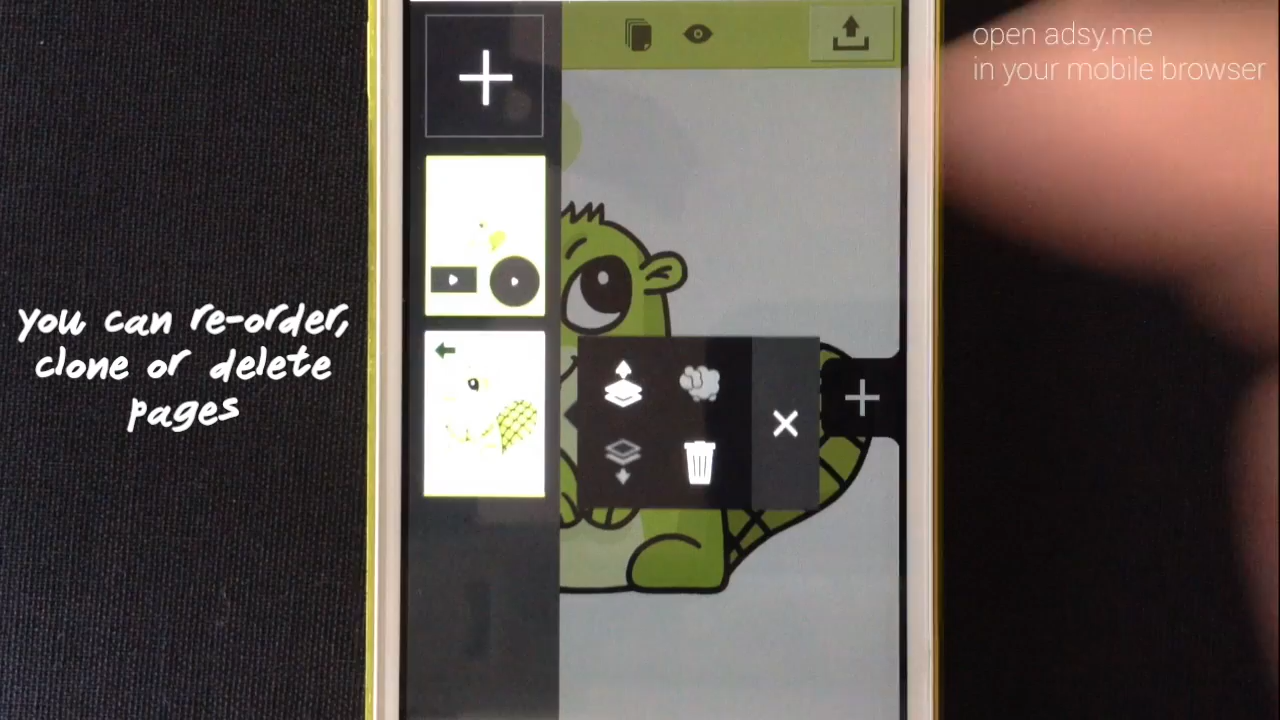 open adsy.me
in your mobile browser
you can re-order,
clone or delete
pages